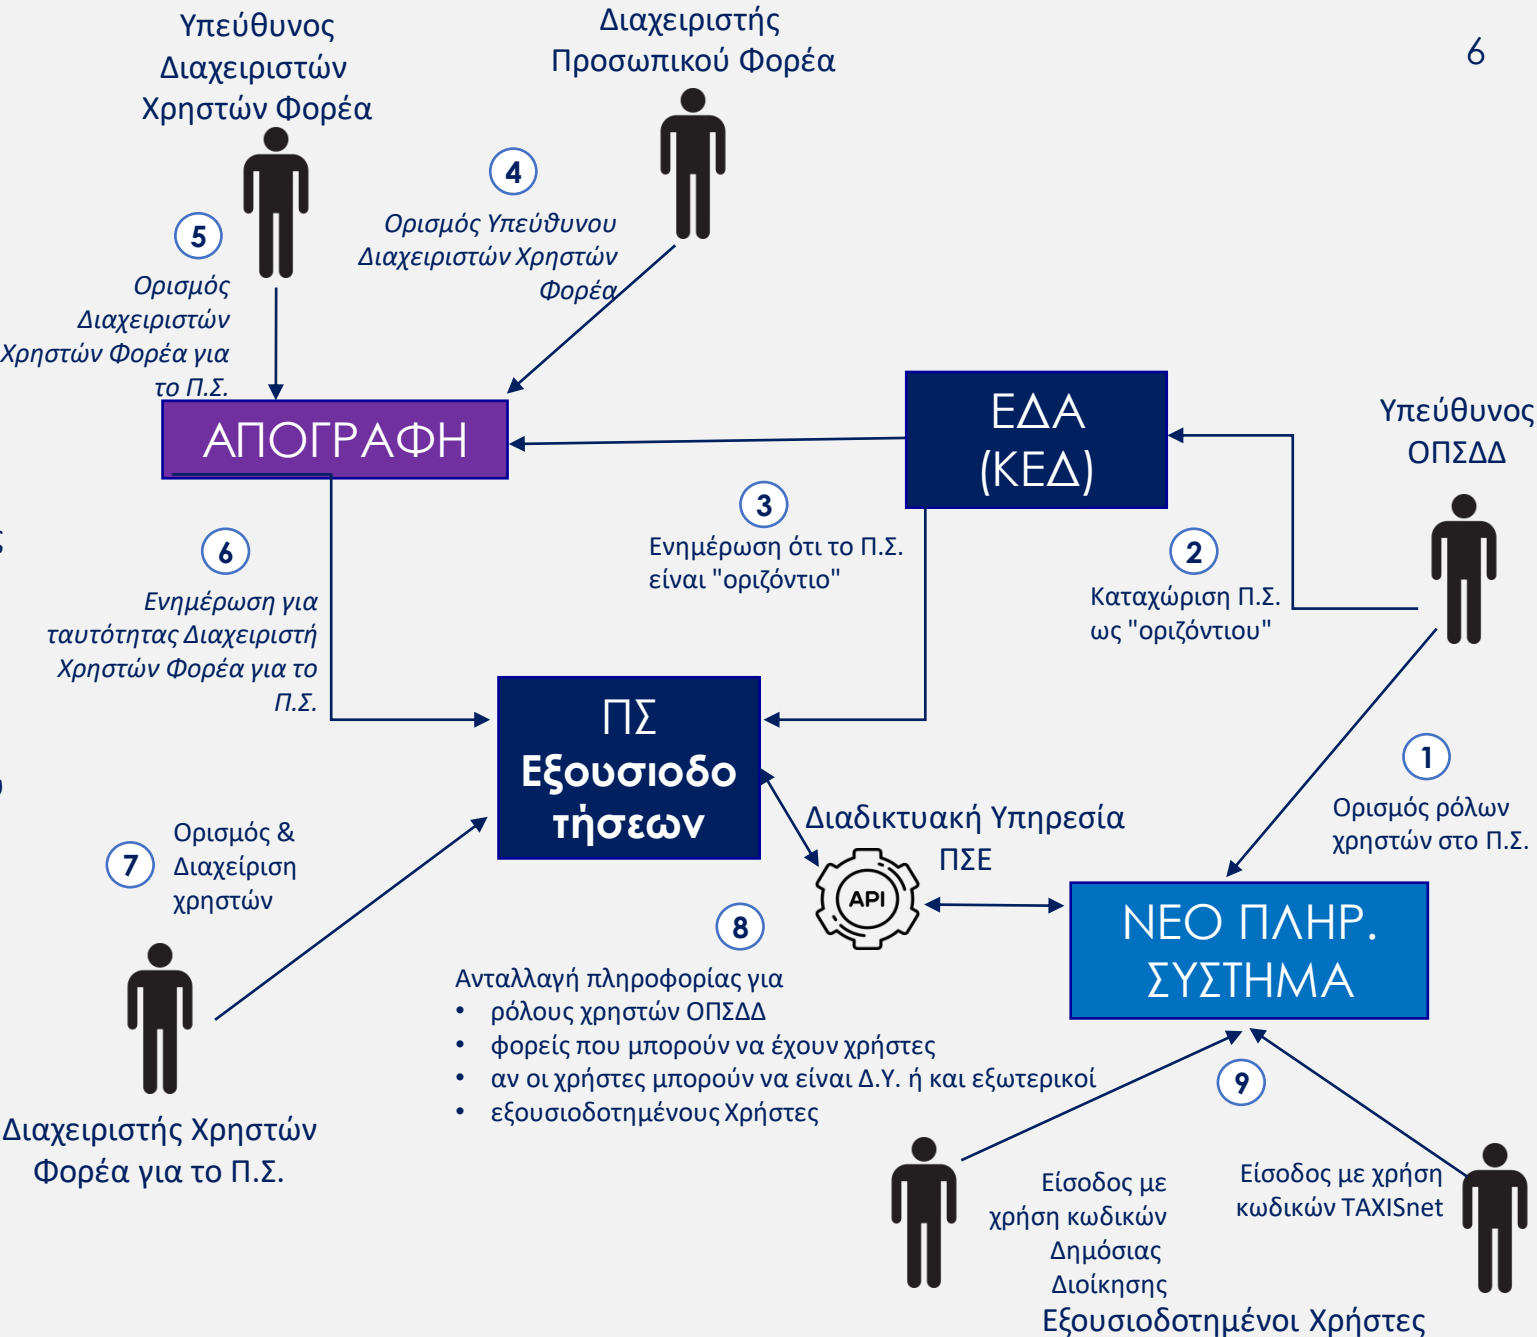 Υπεύθυνος
Διαχειριστών
Χρηστών Φορέα
Διαχειριστής
Προσωπικού Φορέα
6
4
Ορισμός Υπεύθυνου
Διαχειριστών Χρηστών
Φορέα
5
Ορισμός
Διαχειριστών
Χρηστών Φορέα για
το Π.Σ.
ΑΠΟΓΡΑΦΗ
ΕΔΑ
(ΚΕΔ)
Υπεύθυνος
ΟΠΣΔΔ
3
Ενημέρωση ότι το Π.Σ.
είναι "οριζόντιο"
2
Καταχώριση Π.Σ.
ως "οριζόντιου"
ς
6
Ενημέρωση για
ταυτότητας Διαχειριστή
Χρηστών Φορέα για το
Π.Σ.
ΠΣ
Εξουσιοδο
τήσεων
1
Ορισμός ρόλων
χρηστών στο Π.Σ.
7
Ορισμός &
Διαχείριση
χρηστών
Διαδικτυακή Υπηρεσία
ΠΣΕ
API
ΝΕΟ ΠΛΗΡ.
ΣΥΣΤΗΜΑ
8
Ανταλλαγή πληροφορίας για
• ρόλους χρηστών ΟΠΣΔΔ
• φορείς που μπορούν να έχουν χρήστες
• αν οι χρήστες μπορούν να είναι Δ.Υ. ή και εξωτερικοί
• εξουσιοδοτημένους Χρήστες
9
Διαχειριστής Χρηστών
Φορέα για το Π.Σ.
Είσοδος με
χρήση κωδικών
Δημόσιας
Διοίκησης
Είσοδος με χρήση
κωδικών TAXISnet
Εξουσιοδοτημένοι Χρήστες